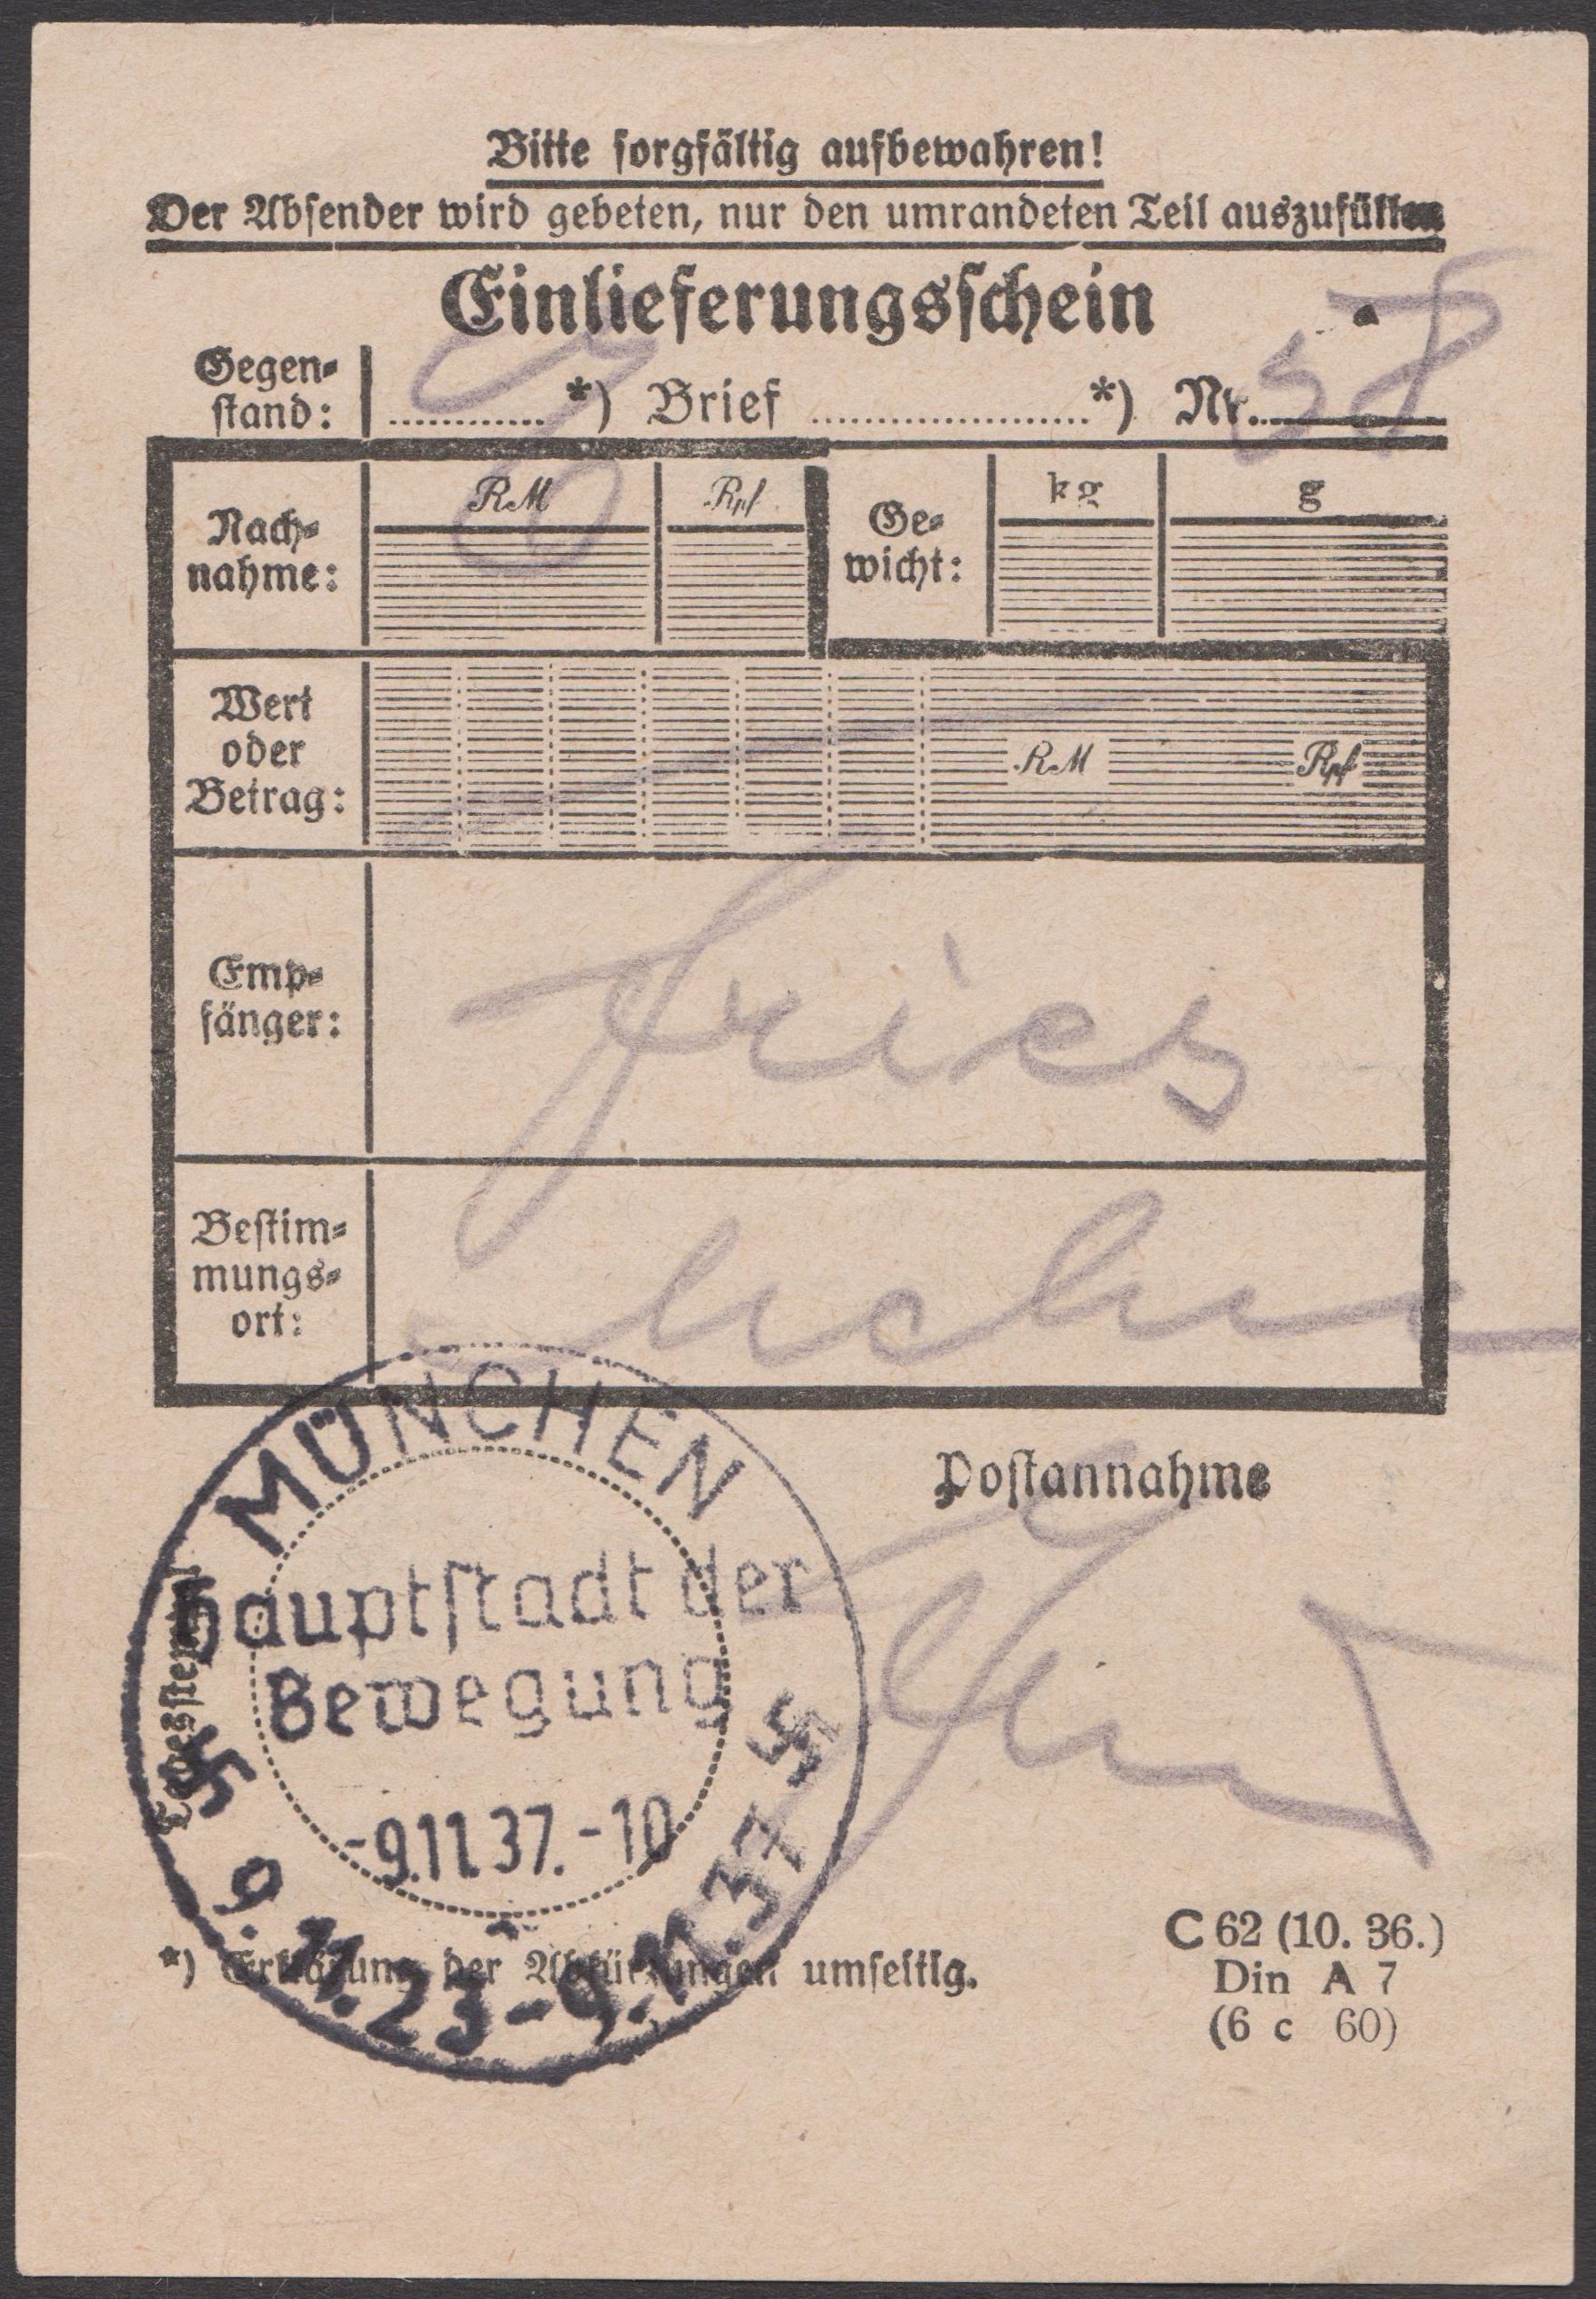 Bitte sorgfältig aufbewahren!
Der Absender wird gebeten, nur den umrandeten Teil auszufüllen
Einlieferungsschein
Gegen-
stand:
*) Brief *) Nr. 58
Nach-
nahme:
RM Rpf
Ge-
wicht:
kg g
Wert
oder
Betrag:
RM Rpf
Emp-
fänger:
Fries
Bestim-
mungs-
ort:
MÜNCHEN
Hauptstadt der
Bewegung
-9.11.37.-10
9.11.23-9.11.37
Tagesstempel
Postannahme
*) Erklärung der Abkürzungen umseitig.
C 62 (10. 36.)
Din A 7
(6 c 60)